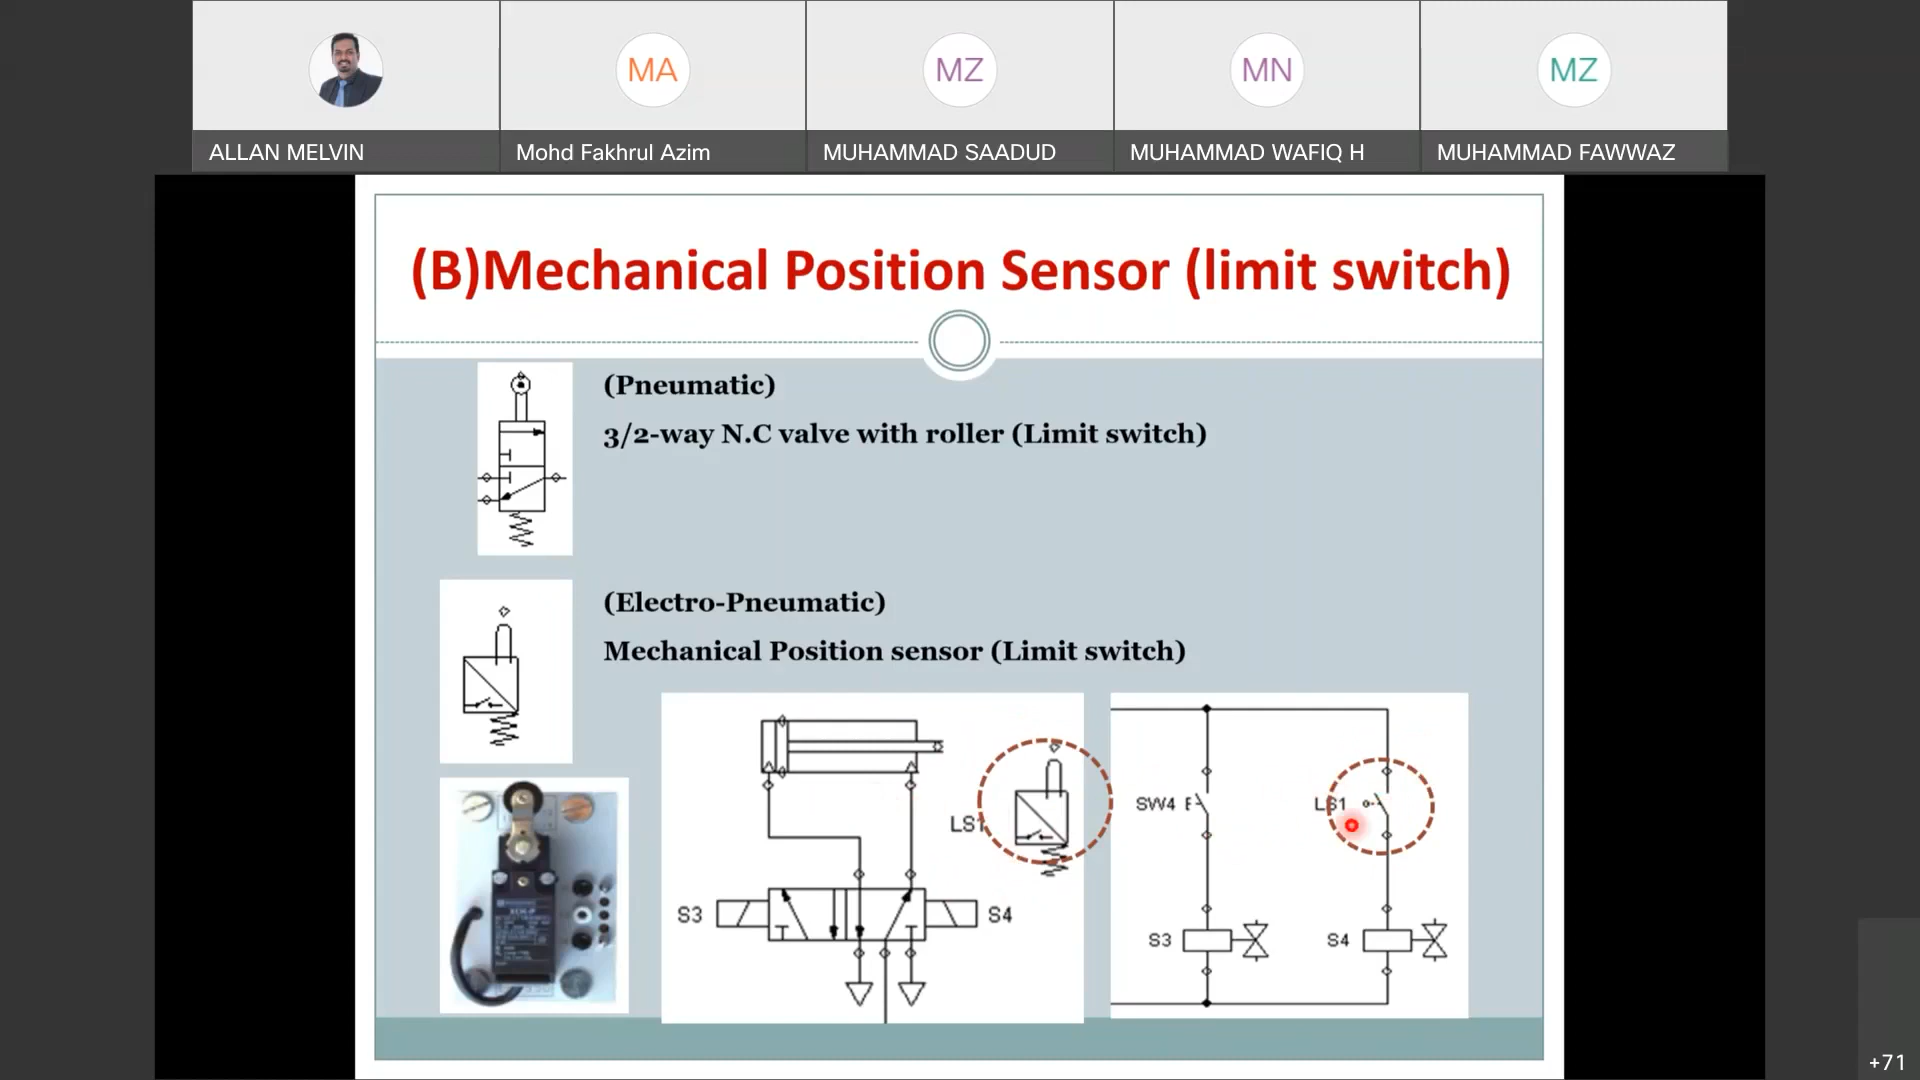 MA
MZ
MN
MZ
ALLAN MELVIN
Mohd Fakhrul Azim
MUHAMMAD SAADUD
MUHAMMAD WAFIQ H
MUHAMMAD FAWWAZ
(B)Mechanical Position Sensor (limit switch)
(Pneumatic)
3/2-way N.C valve with roller (Limit switch)
(Electro-Pneumatic)
Mechanical Position sensor (Limit switch)
LS1
S3
S4
SW4
LS1
S3
S4
XCK-P
+71